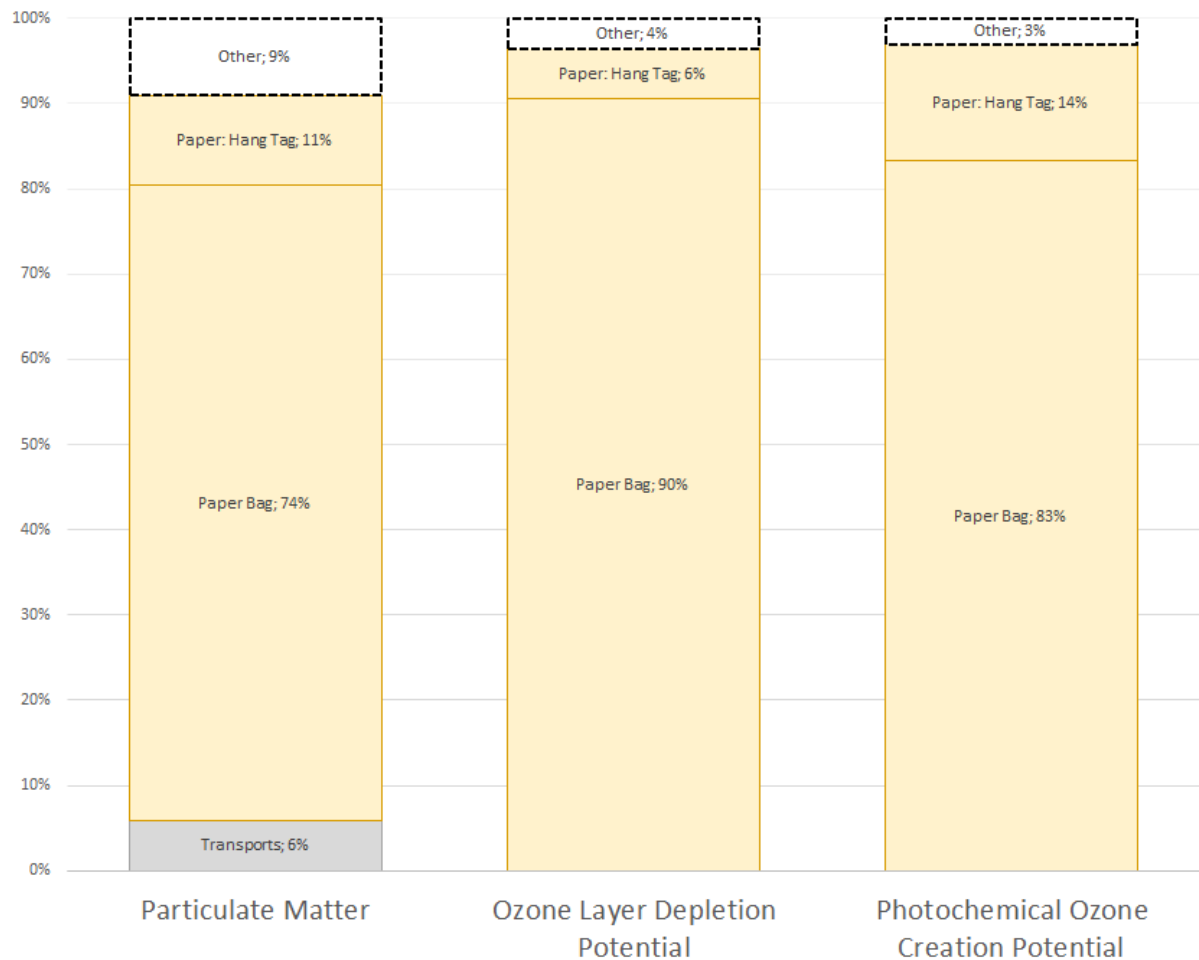 100%
90%
80%
70%
60%
50%
40%
30%
20%
10%
0%
Other; 9%
Paper: Hang Tag; 11%
Paper Bag; 74%
Transports; 6%
Particulate Matter
Other; 4%
Paper: Hang Tag; 6%
Paper Bag; 90%
Ozone Layer Depletion
Potential
Other; 3%
Paper: Hang Tag; 14%
Paper Bag; 83%
Photochemical Ozone
Creation Potential